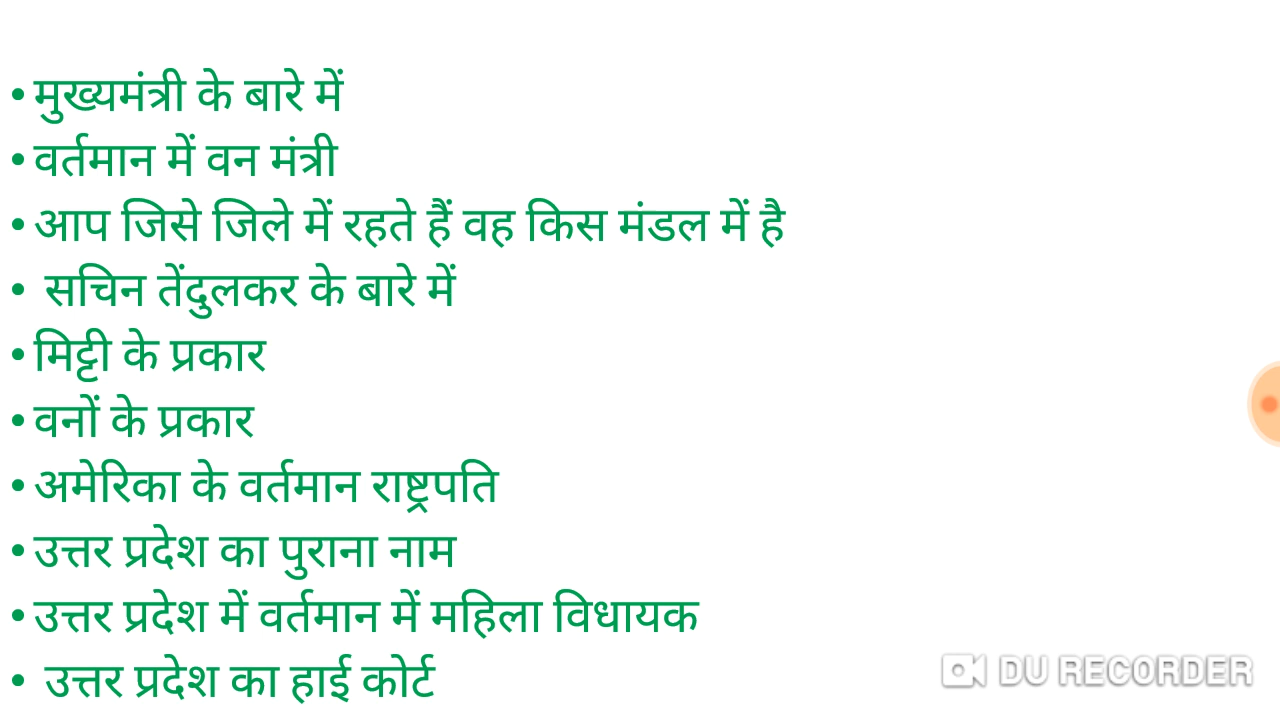 • मुख्यमंत्री के बारे में
• वर्तमान में वन मंत्री
• आप जिसे जिले में रहते हैं वह किस मंडल में है
• सचिन तेंदुलकर के बारे में
• मिट्टी के प्रकार
• वनों के प्रकार
• अमेरिका के वर्तमान राष्ट्रपति
• उत्तर प्रदेश का पुराना नाम
• उत्तर प्रदेश में वर्तमान में महिला विधायक
• उत्तर प्रदेश का हाई कोर्ट
DU RECORDER